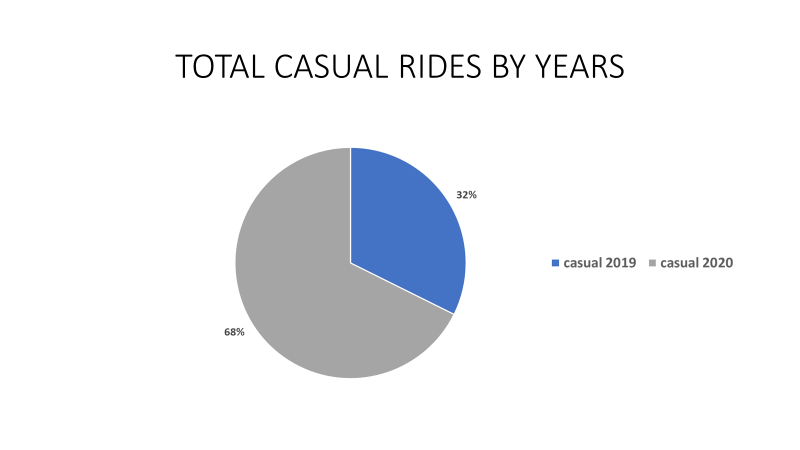 TOTAL CASUAL RIDES BY YEARS
32%
casual 2019 casual 2020
68%